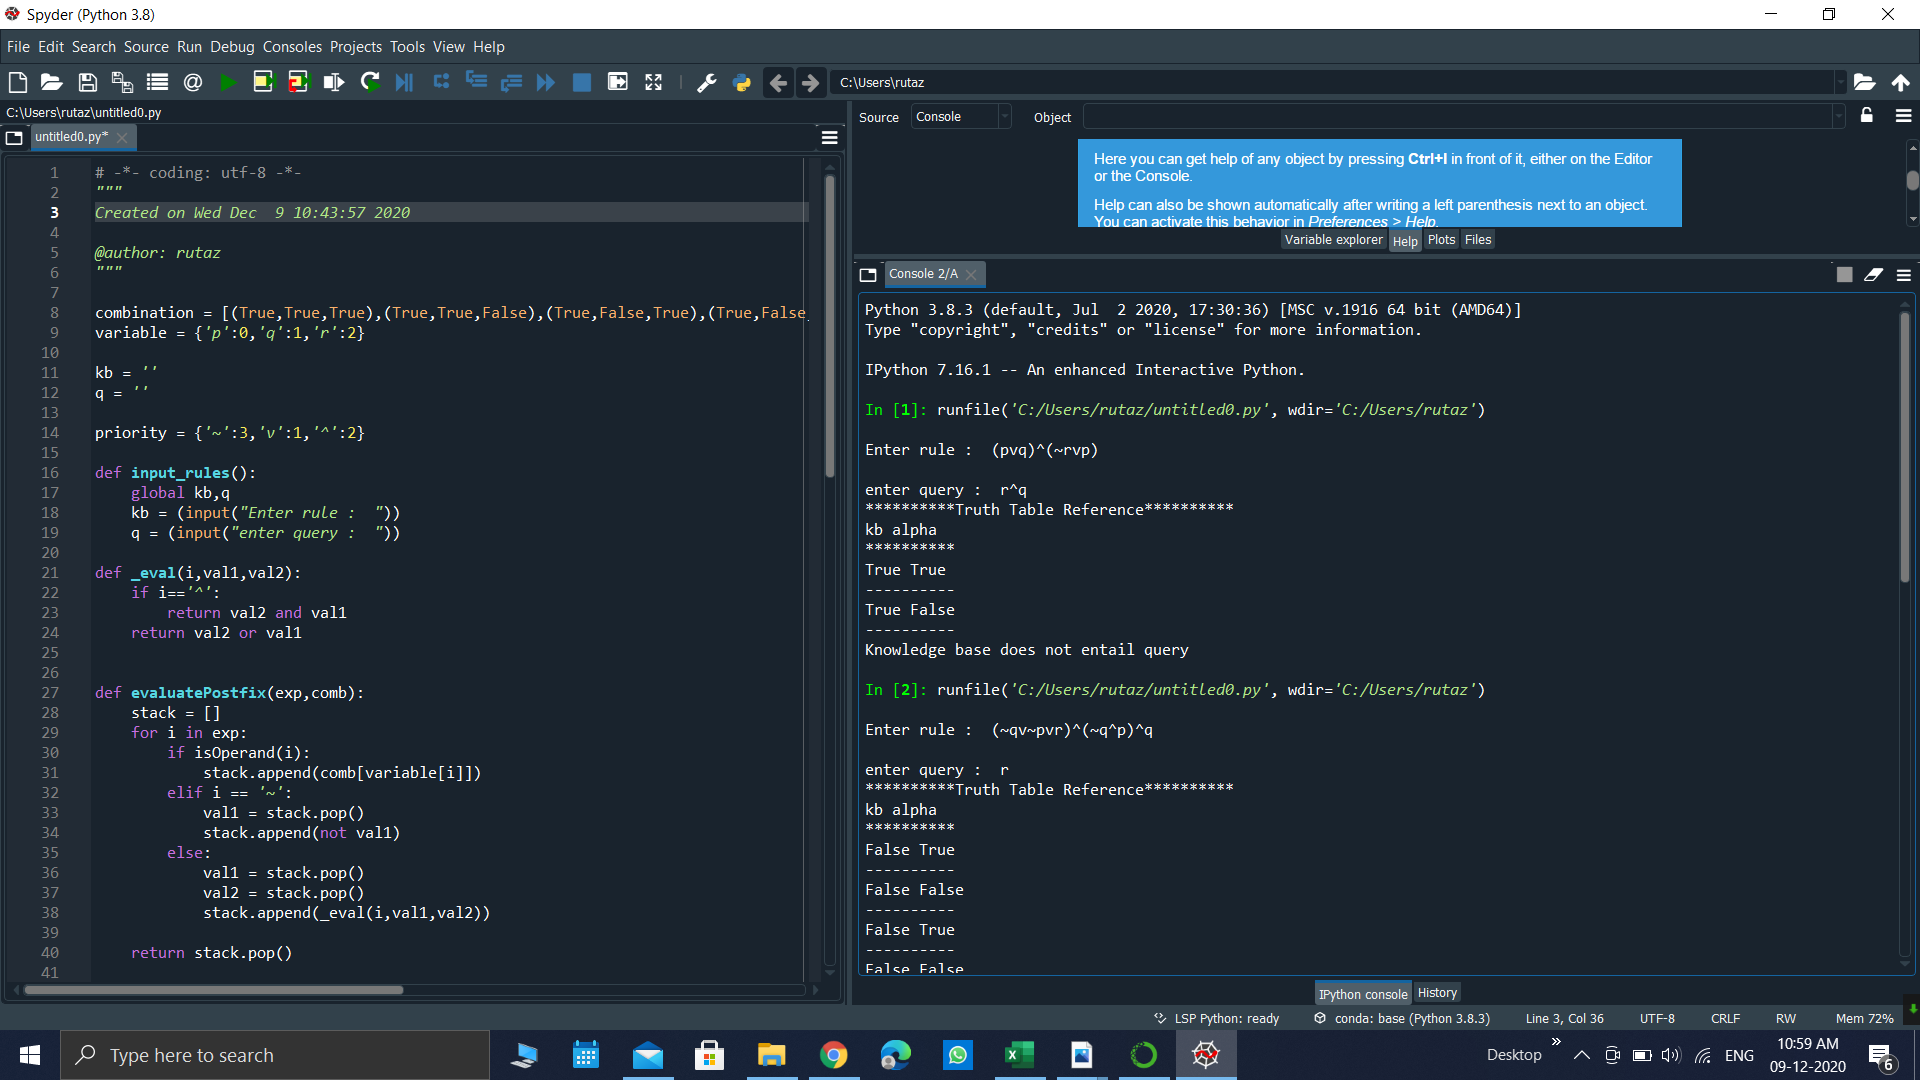 Spyder (Python 3.8)
File Edit Search Source Run Debug Consoles Projects Tools View Help
C:\Users\rutaz
C:\Users\rutaz\untitled0.py
untitled0.py*
1 # -*- coding: utf-8 -*-
2 """
3 Created on Wed Dec  9 10:43:57 2020
4
5 @author: rutaz
6 """
7
8 combination = [(True,True,True),(True,True,False),(True,False,True),(True,False,
9 variable = {'p':0,'q':1,'r':2}
10
11 kb = ''
12 q = ''
13
14 priority = {'~':3,'v':1,'^':2}
15
16 def input_rules():
17     global kb,q
18     kb = (input("Enter rule :  "))
19     q = (input("enter query :  "))
20
21 def _eval(i,val1,val2):
22     if i=='^':
23         return val2 and val1
24     return val2 or val1
25
26
27 def evaluatePostfix(exp,comb):
28     stack = []
29     for i in exp:
30         if isOperand(i):
31             stack.append(comb[variable[i]])
32         elif i == '~':
33             val1 = stack.pop()
34             stack.append(not val1)
35         else:
36             val1 = stack.pop()
37             val2 = stack.pop()
38             stack.append(_eval(i,val1,val2))
39
40     return stack.pop()
41
Source Console Object
Here you can get help of any object by pressing Ctrl+I in front of it, either on the Editor
or the Console.
Help can also be shown automatically after writing a left parenthesis next to an object.
You can activate this behavior in Preferences > Help.
Variable explorer Help Plots Files
Console 2/A
Python 3.8.3 (default, Jul  2 2020, 17:30:36) [MSC v.1916 64 bit (AMD64)]
Type "copyright", "credits" or "license" for more information.
IPython 7.16.1 -- An enhanced Interactive Python.
In [1]: runfile('C:/Users/rutaz/untitled0.py', wdir='C:/Users/rutaz')
Enter rule :  (pvq)^(~rvp)
enter query :  r^q
**********Truth Table Reference**********
kb alpha
**********
True True
----------
True False
----------
Knowledge base does not entail query
In [2]: runfile('C:/Users/rutaz/untitled0.py', wdir='C:/Users/rutaz')
Enter rule :  (~qv~pvr)^(~q^p)^q
enter query :  r
**********Truth Table Reference**********
kb alpha
**********
False True
----------
False False
----------
False True
----------
False False
IPython console History
LSP Python: ready conda: base (Python 3.8.3) Line 3, Col 36 UTF-8 CRLF RW Mem 72%
Type here to search
Desktop ENG
10:59 AM
09-12-2020
6